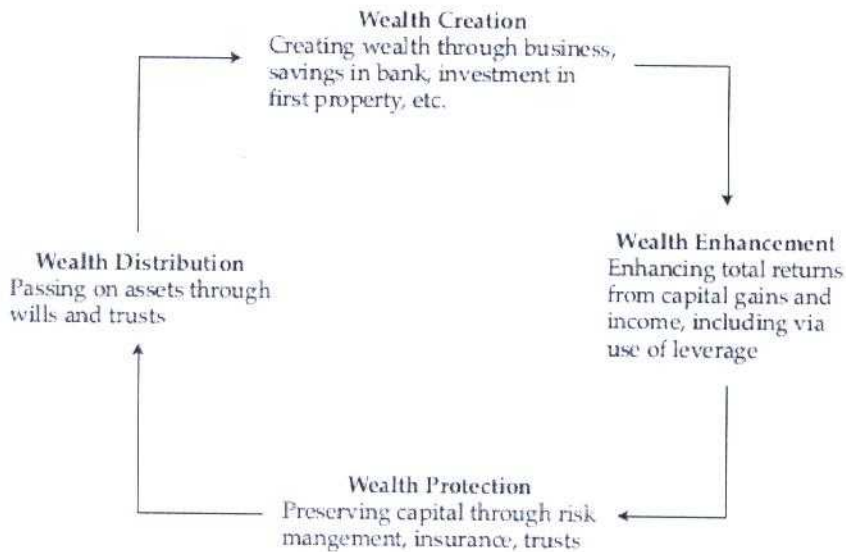 Wealth Creation
Creating wealth through business,
savings in bank, investment in
first property, etc.
Wealth Enhancement
Enhancing total returns
from capital gains and
income, including via
use of leverage
Wealth Protection
Preserving capital through risk
mangement, insurance, trusts
Wealth Distribution
Passing on assets through
wills and trusts